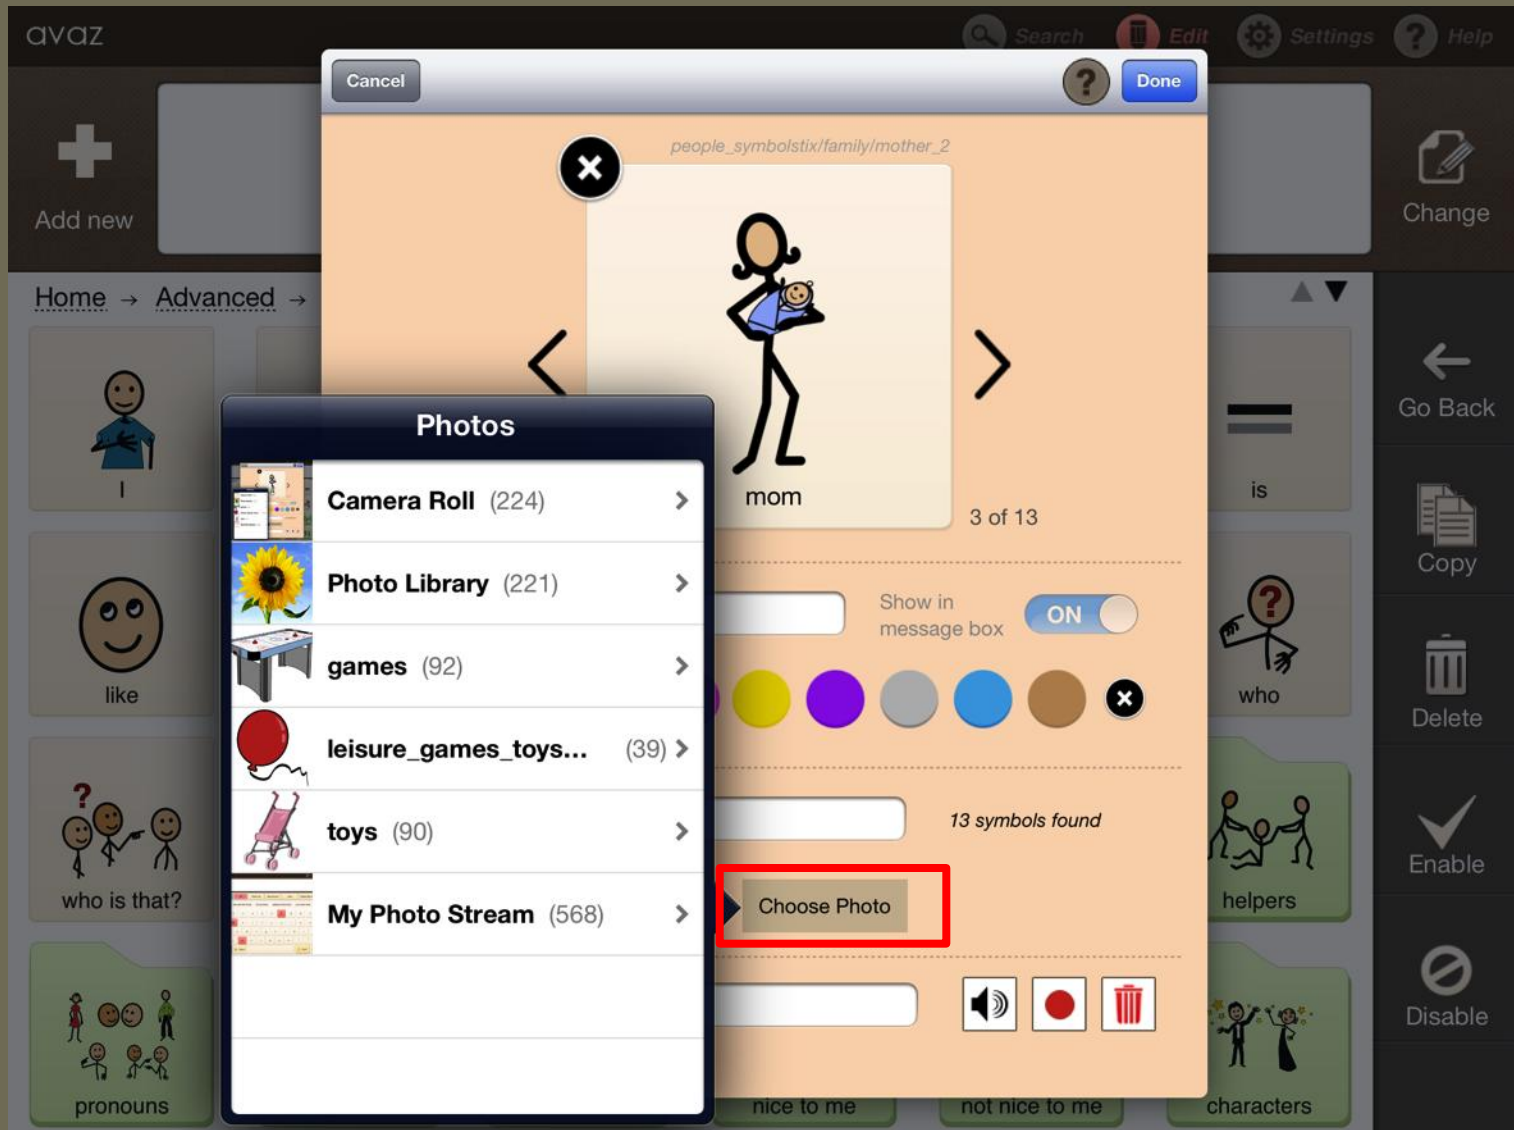 avaz
Search
Edit
Settings
Help
Cancel
?
Done
people_symbolstix/family/mother_2
Add new
Change
Home → Advanced →
mom
3 of 13
Go Back
Photos
Camera Roll (224)
Photo Library (221)
games (92)
leisure_games_toys... (39)
toys (90)
My Photo Stream (568)
I
is
Copy
Show in
message box
ON
like
who
Delete
13 symbols found
Enable
who is that?
Choose Photo
helpers
Disable
pronouns
nice to me
not nice to me
characters